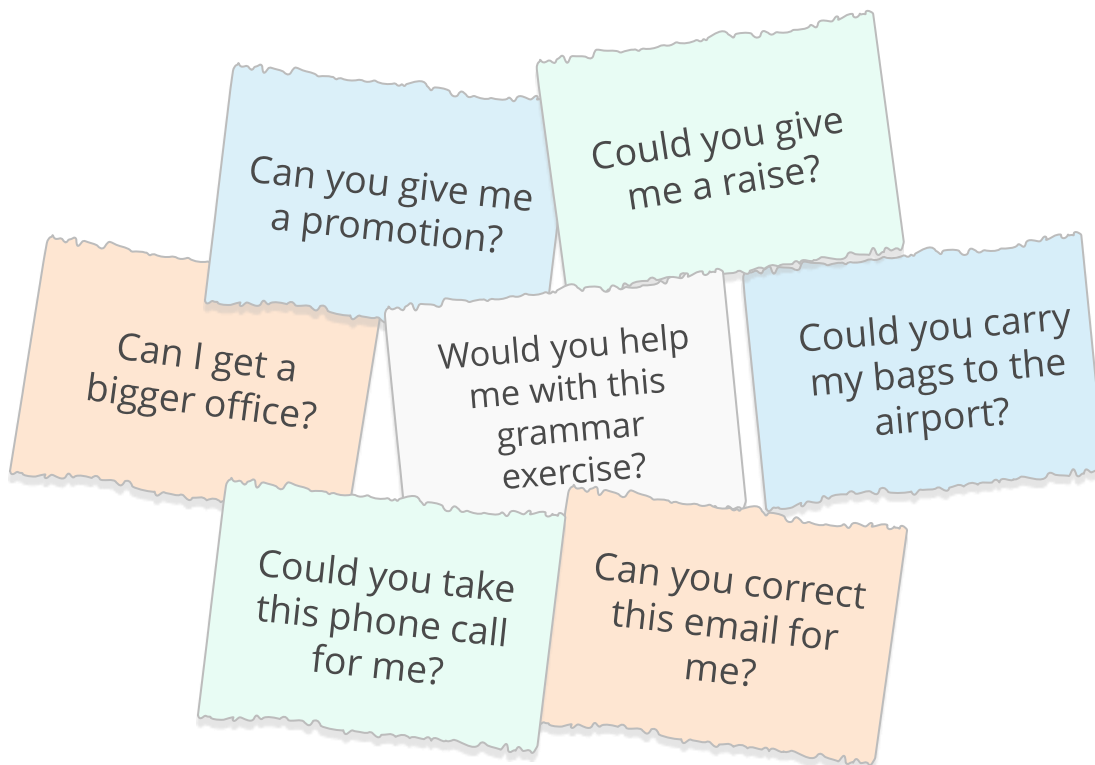 Can you give me
a promotion?
Could you give
me a raise?
Can I get a
bigger office?
Would you help
me with this
grammar
exercise?
Could you carry
my bags to the
airport?
Could you take
this phone call
for me?
Can you correct
this email for
me?